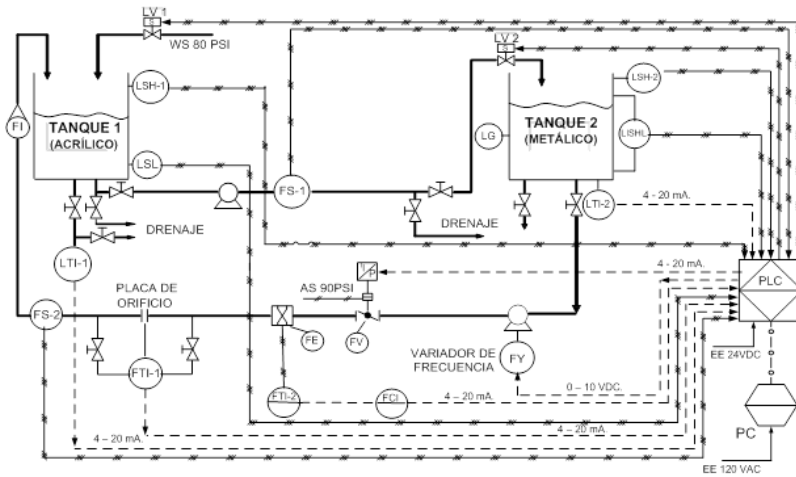 LV 1
WS 80 PSI
LV 2
S
S
LSH-1
LSH-2
FI
TANQUE 1
(ACRÍLICO)
TANQUE 2
(METÁLICO)
LG
LISHL
LSL
FS-1
LTI-2
4 - 20 mA.
DRENAJE
DRENAJE
LTI-1
4 - 20 mA.
PLACA DE
ORIFICIO
I
P
AS 90PSI
PLC
FS-2
FE
FV
VARIADOR DE
FRECUENCIA
FY
EE 24VDC
FTI-1
0 – 10 VDC.
FTI-2
FCI
4 – 20 mA.
4 – 20 mA.
4 – 20 mA.
PC
EE 120 VAC